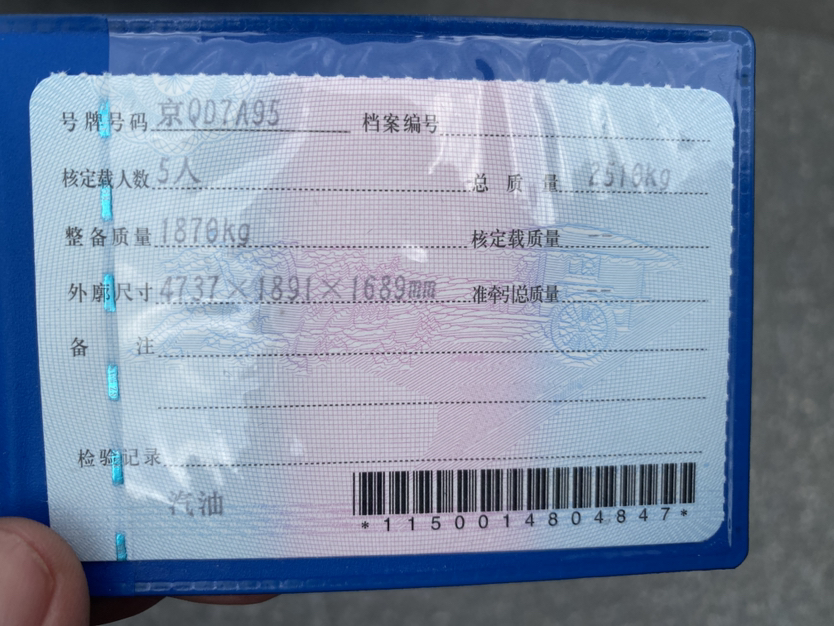 号牌号码 京QD7A95 档案编号
核定载人数 5人 总质量 2510kg
整备质量 1870kg 核定载质量 --
外廓尺寸 4737×1891×1689mm 准牵引总质量 --
备注
检验记录
汽油
*1150014804847*